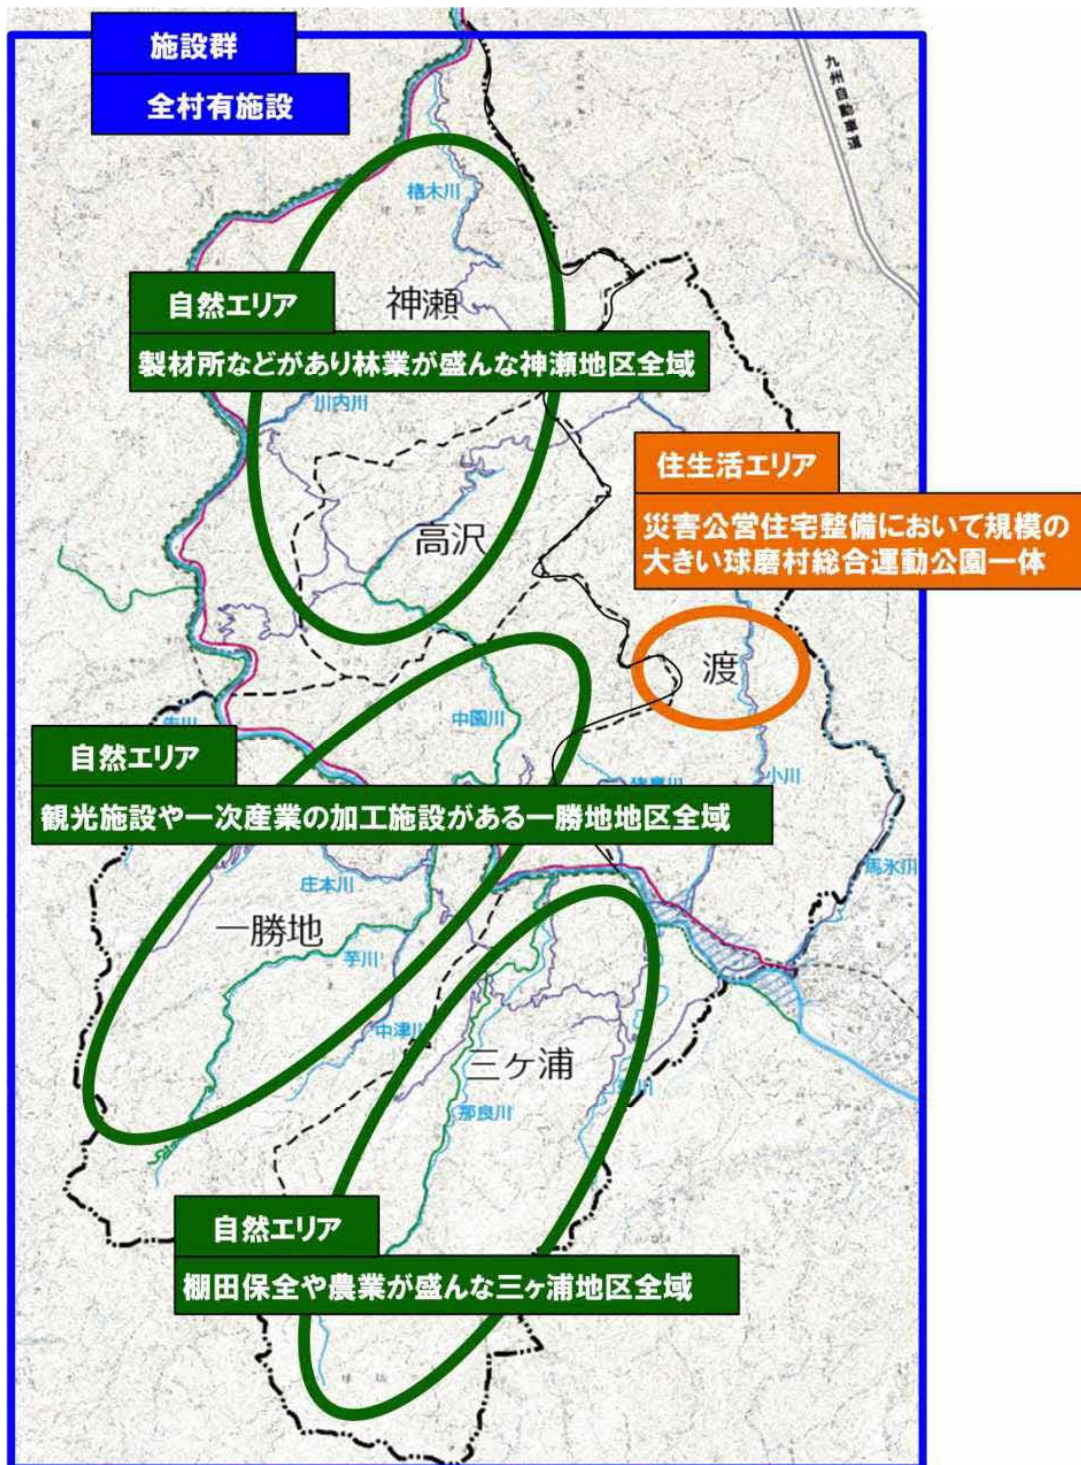 施設群
全村有施設
九州自動車道
楮木川
自然エリア
神瀬
製材所などがあり林業が盛んな神瀬地区全域
川内川
住生活エリア
災害公営住宅整備において規模の
大きい球磨村総合運動公園一体
高沢
渡
中園川
自然エリア
小川
観光施設や一次産業の加工施設がある一勝地地区全域
馬氷川
庄本川
一勝地
芋川
中津川
三ヶ浦
那良川
自然エリア
棚田保全や農業が盛んな三ヶ浦地区全域